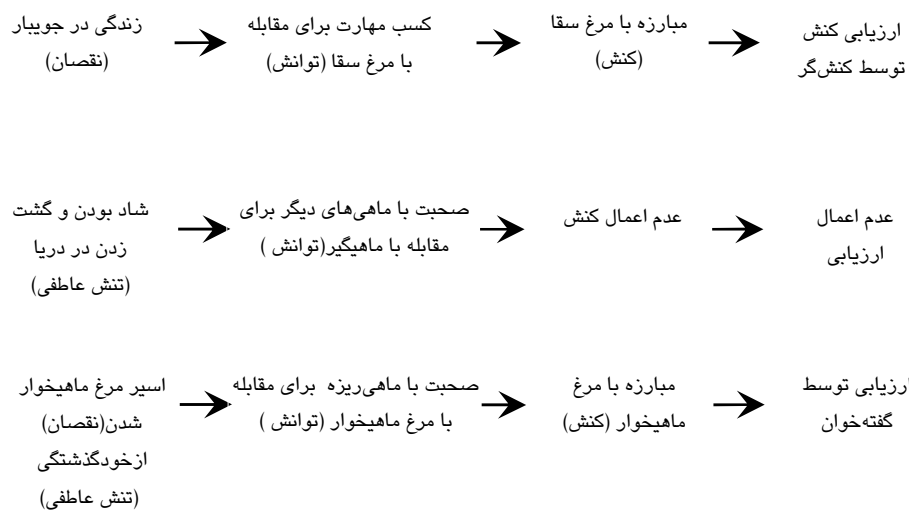 زندگی در جویبار
(نقصان)
کسب مهارت برای مقابله
با مرغ سقا (توانش)
مبارزه با مرغ سقا
(کنش)
ارزیابی کنش
توسط کنش‌گر
شاد بودن و گشت
زدن در دریا
(تنش عاطفی)
صحبت با ماهی‌های دیگر برای
مقابله با ماهیگیر(توانش )
عدم اعمال کنش
عدم اعمال
ارزیابی
اسیر مرغ ماهیخوار
شدن(نقصان)
ازخودگذشتگی
(تنش عاطفی)
صحبت با ماهی‌ریزه برای مقابله
با مرغ ماهیخوار (توانش )
مبارزه با مرغ
ماهیخوار (کنش)
ارزیابی توسط
گفته‌خوان